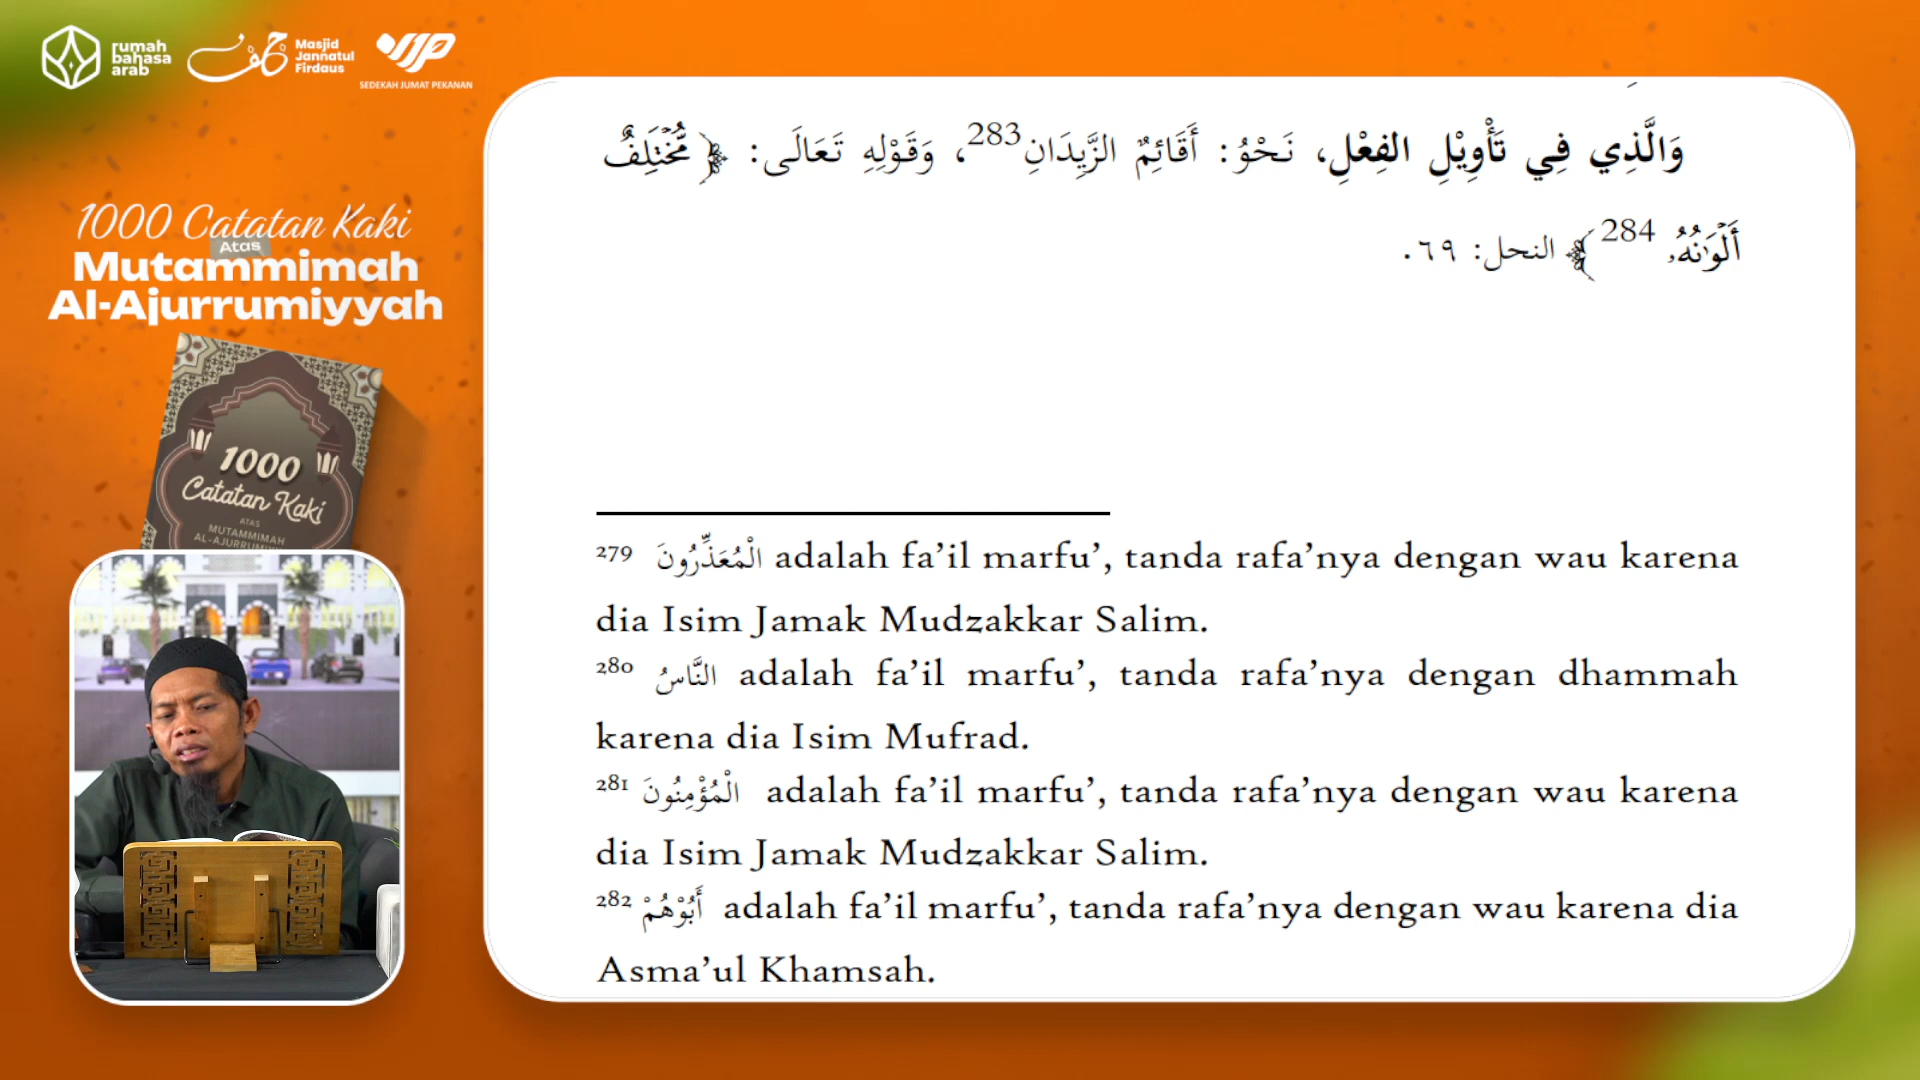 rumah
bahasa
arab
Masjid
Jannatul
Firdaus
VJP
SEDEKAH JUMAT PEKANAN
1000 Catatan Kaki
Atas
Mutammimah
Al-Ajurrumiyyah
1000
Catatan Kaki
ATAS
MUTAMMIMAH
وَالَّذِي فِي تَأْوِيْلِ الفِعْلِ، نَحْوُ: أَقَائِمٌ الزَّيِدَانِ283، وَقَوْلِهِ تَعَالَى: ﴿مُّخۡتَلِفٌ
أَلۡوَٰنُهُۥ 284﴾ النحل: ٦٩.
279 الْمُعَذِّرُونَ adalah fa’il marfu’, tanda rafa’nya dengan wau karena
dia Isim Jamak Mudzakkar Salim.
280 النَّاسُ adalah fa’il marfu’, tanda rafa’nya dengan dhammah
karena dia Isim Mufrad.
281 الْمُؤْمِنُونَ adalah fa’il marfu’, tanda rafa’nya dengan wau karena
dia Isim Jamak Mudzakkar Salim.
282 أَبُوْهُمْ adalah fa’il marfu’, tanda rafa’nya dengan wau karena dia
Asma’ul Khamsah.